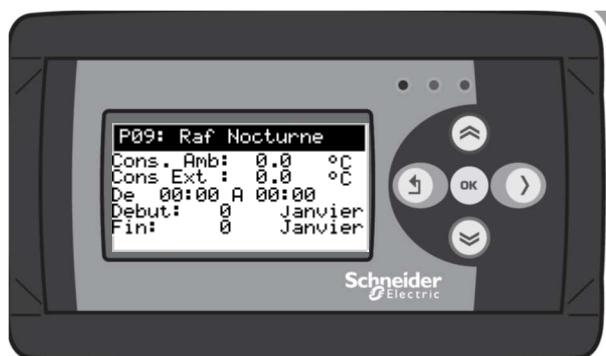 P09: Raf Nocturne
Cons. Amb: 0.0 °C
Cons Ext : 0.0 °C
De 00:00 A 00:00
Debut: 0 Janvier
Fin: 0 Janvier
OK
Schneider
Electric